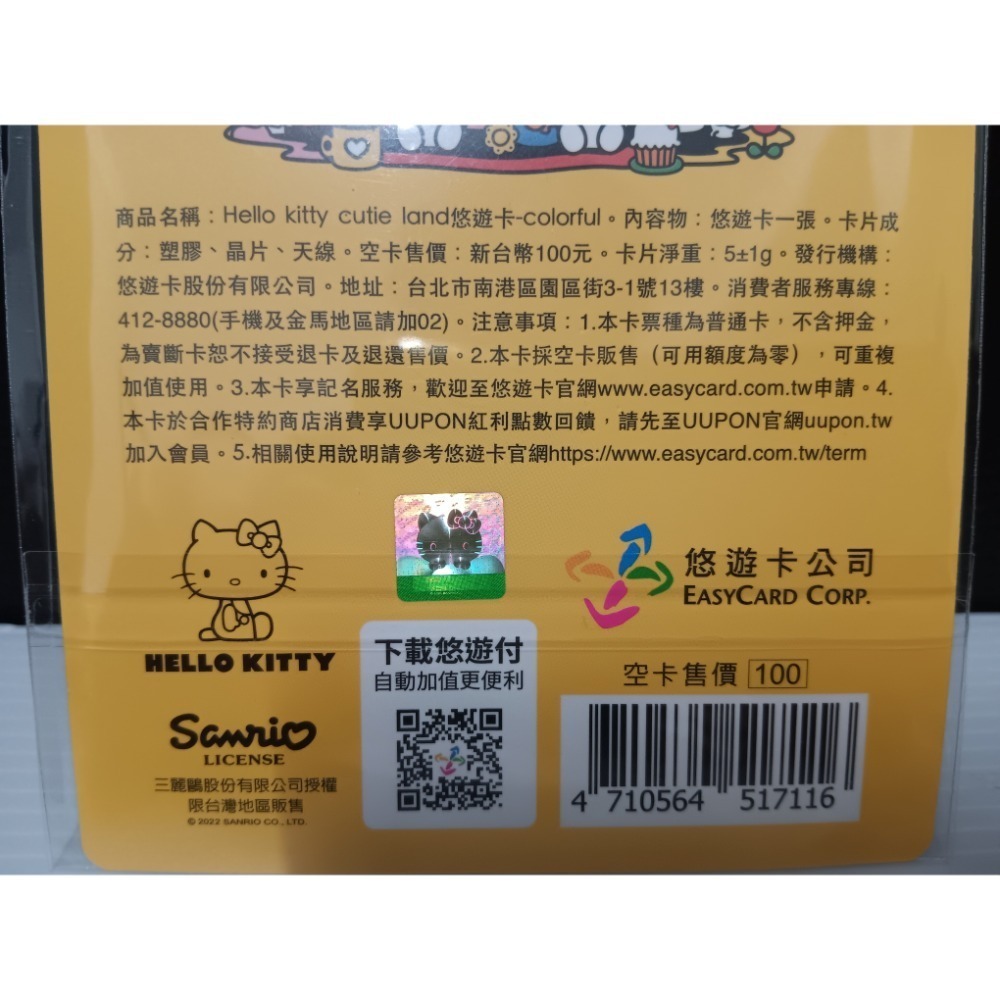 商品名稱：Hello kitty cutie land悠遊卡-colorful。內容物：悠遊卡一張。卡片成
分：塑膠、晶片、天線。空卡售價：新台幣100元。卡片淨重：5±1g。發行機構：
悠遊卡股份有限公司。地址：台北市南港區園區街3-1號13樓。消費者服務專線：
412-8880(手機及金馬地區請加02)。注意事項：1.本卡票種為普通卡，不含押金，
為賣斷卡恕不接受退卡及退還售價。2.本卡採空卡販售（可用額度為零），可重複
加值使用。3.本卡享記名服務，歡迎至悠遊卡官網www.easycard.com.tw申請。4.
本卡於合作特約商店消費享UUPON紅利點數回饋，請先至UUPON官網uupon.tw
加入會員。5.相關使用說明請參考悠遊卡官網https://www.easycard.com.tw/term
HELLO KITTY
Sanrio
LICENSE
三麗鷗股份有限公司授權
限台灣地區販售
© 2022 SANRIO CO., LTD.
下載悠遊付
自動加值更便利
悠遊卡公司
EASYCARD CORP.
空卡售價 100
4 710564 517116